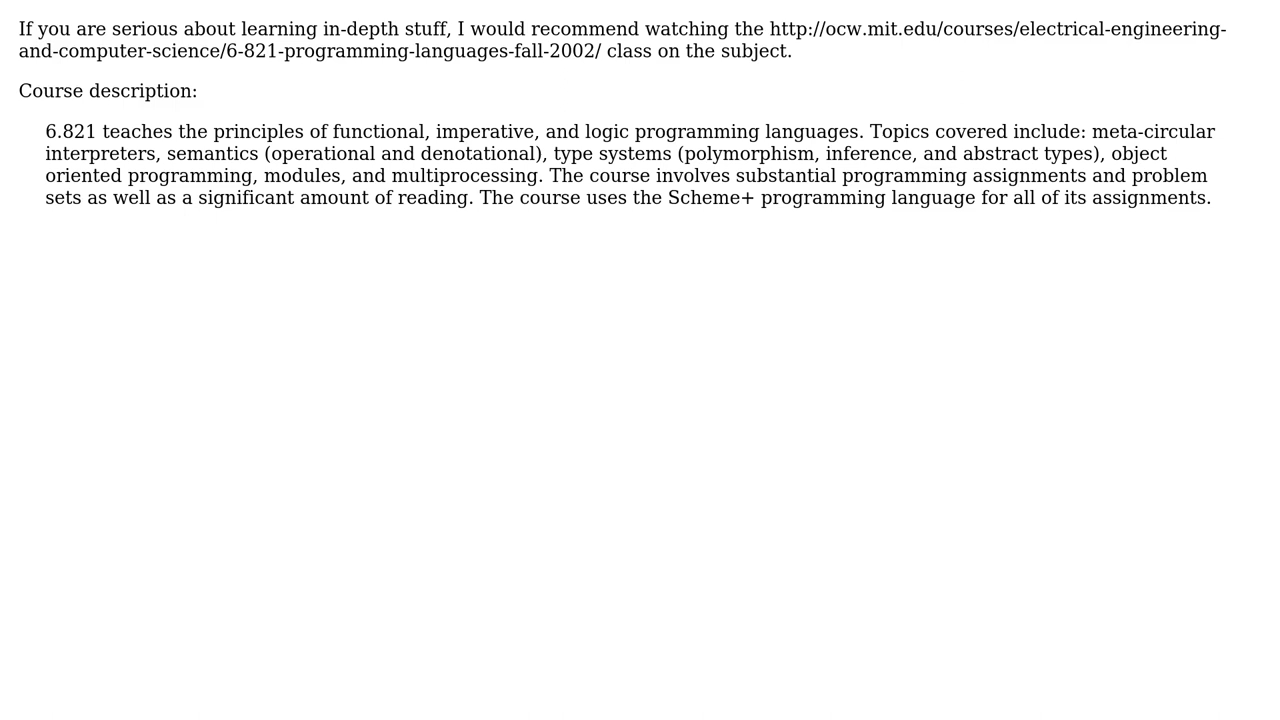 If you are serious about learning in-depth stuff, I would recommend watching the http://ocw.mit.edu/courses/electrical-engineering-
and-computer-science/6-821-programming-languages-fall-2002/ class on the subject.
Course description:
6.821 teaches the principles of functional, imperative, and logic programming languages. Topics covered include: meta-circular
interpreters, semantics (operational and denotational), type systems (polymorphism, inference, and abstract types), object
oriented programming, modules, and multiprocessing. The course involves substantial programming assignments and problem
sets as well as a significant amount of reading. The course uses the Scheme+ programming language for all of its assignments.